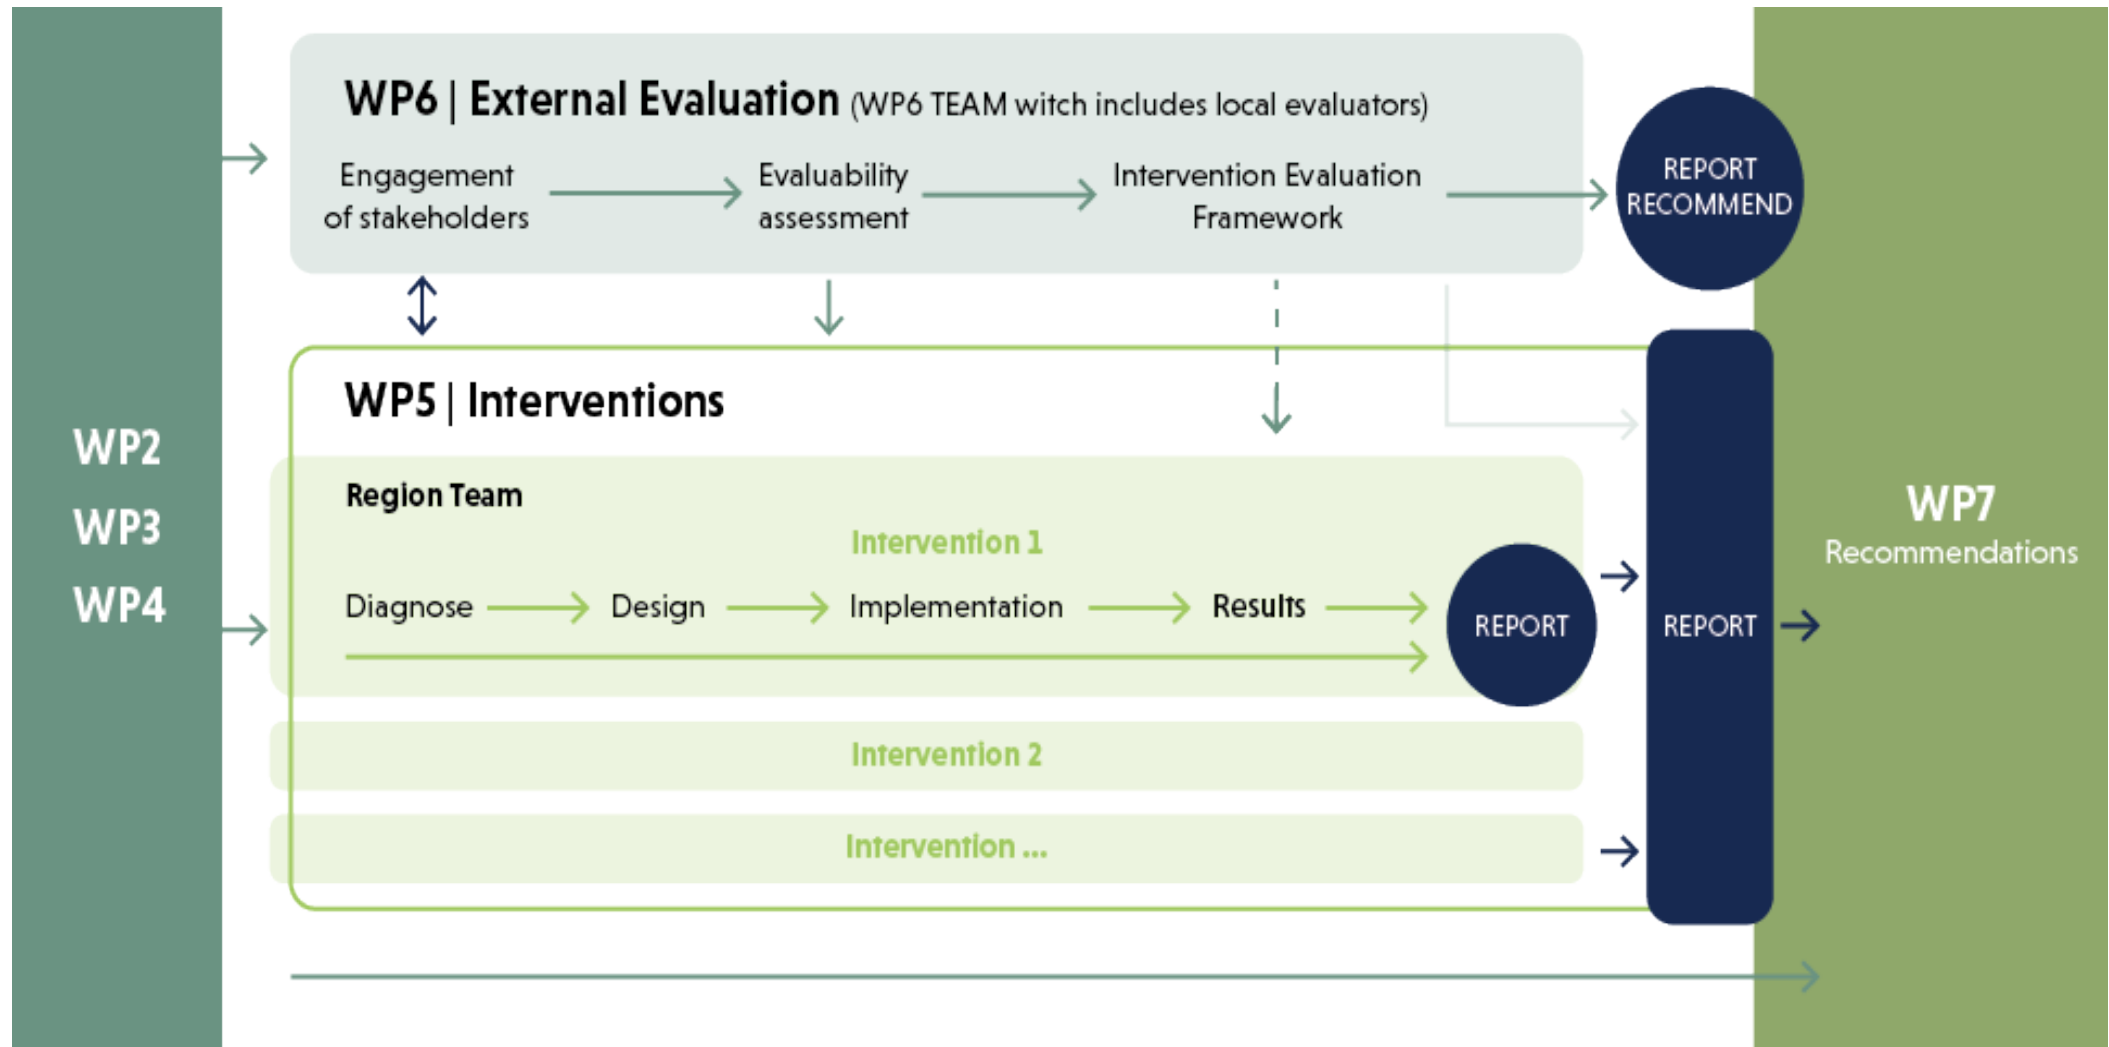 WP2
WP3
WP4
WP6 | External Evaluation (WP6 TEAM witch includes local evaluators)
Engagement
of stakeholders
Evaluability
assessment
Intervention Evaluation
Framework
REPORT
RECOMMEND
WP5 | Interventions
Region Team
Intervention 1
Diagnose
Design
Implementation
Results
REPORT
Intervention 2
Intervention ...
REPORT
WP7
Recommendations